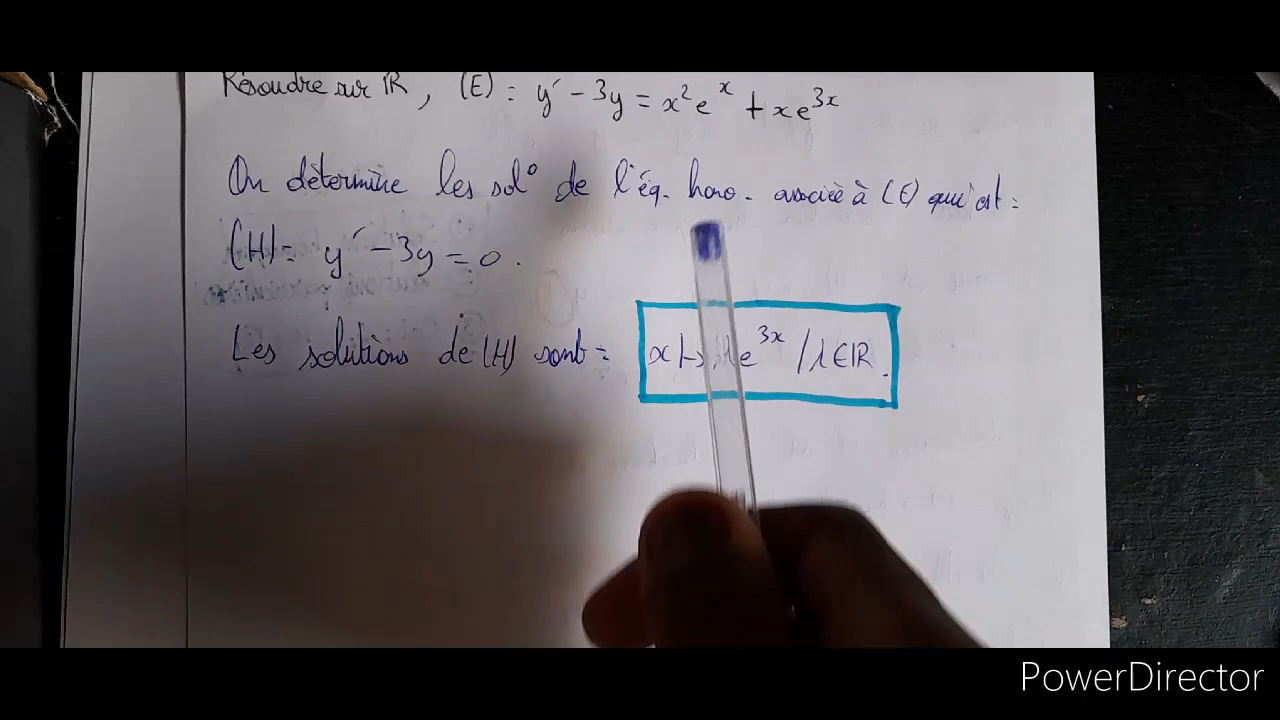 Résoudre sur ℝ, (E) : y' - 3y = x²eˣ + xe³ˣ
On détermine les sol° de l'éq. homo. associée à (E) qui est :
(H) : y' - 3y = 0.
Les solutions de (H) sont : x ↦ λe³ˣ / λ ∈ ℝ.
PowerDirector